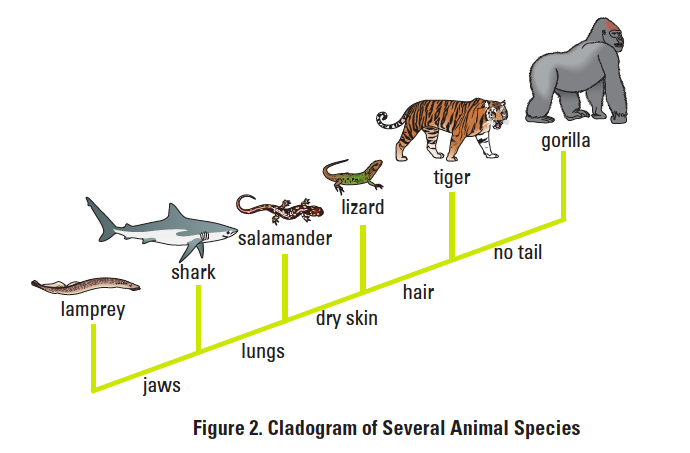 gorilla
tiger
lizard
salamander
no tail
shark
hair
lamprey
dry skin
lungs
jaws
Figure 2. Cladogram of Several Animal Species